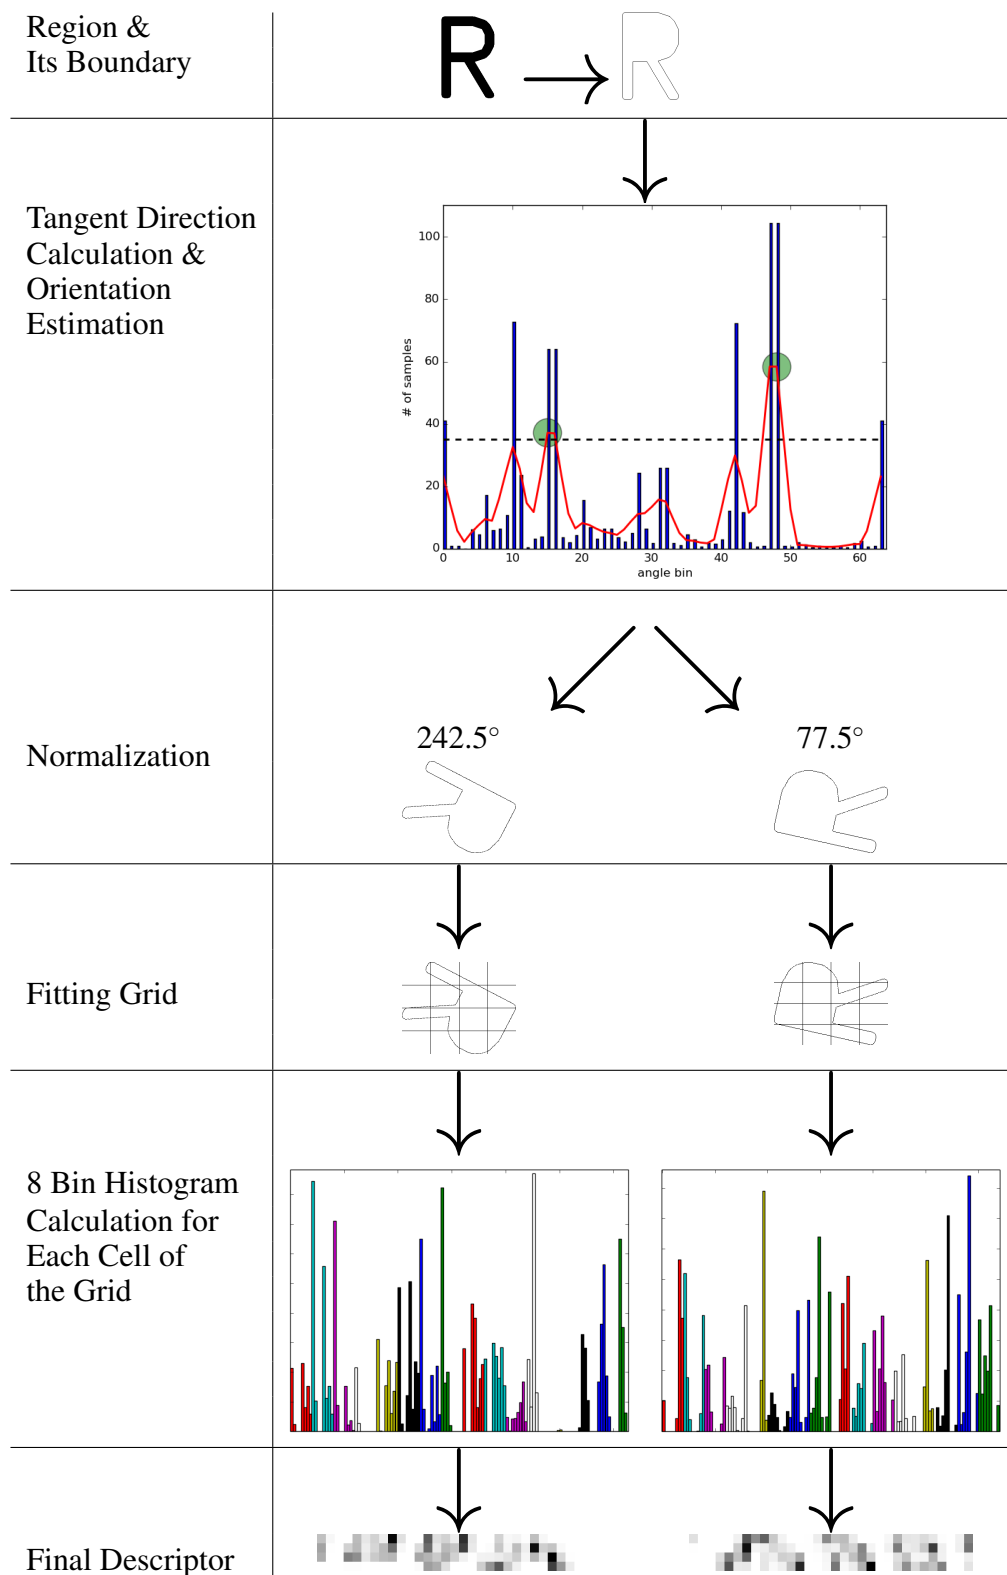 Region &
Its Boundary
R R
Tangent Direction
Calculation &
Orientation
Estimation
# of samples
100
80
60
40
20
0
0 10 20 30 40 50 60
angle bin
Normalization
242.5° 77.5°
Fitting Grid
8 Bin Histogram
Calculation for
Each Cell of
the Grid
Final Descriptor